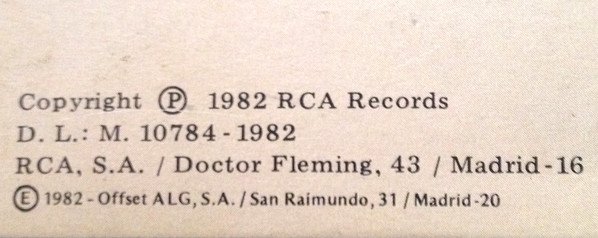 Copyright Ⓟ 1982 RCA Records
D. L.: M. 10784-1982
RCA, S.A. / Doctor Fleming, 43 / Madrid-16
Ⓔ 1982-Offset ALG, S.A. / San Raimundo, 31 / Madrid-20